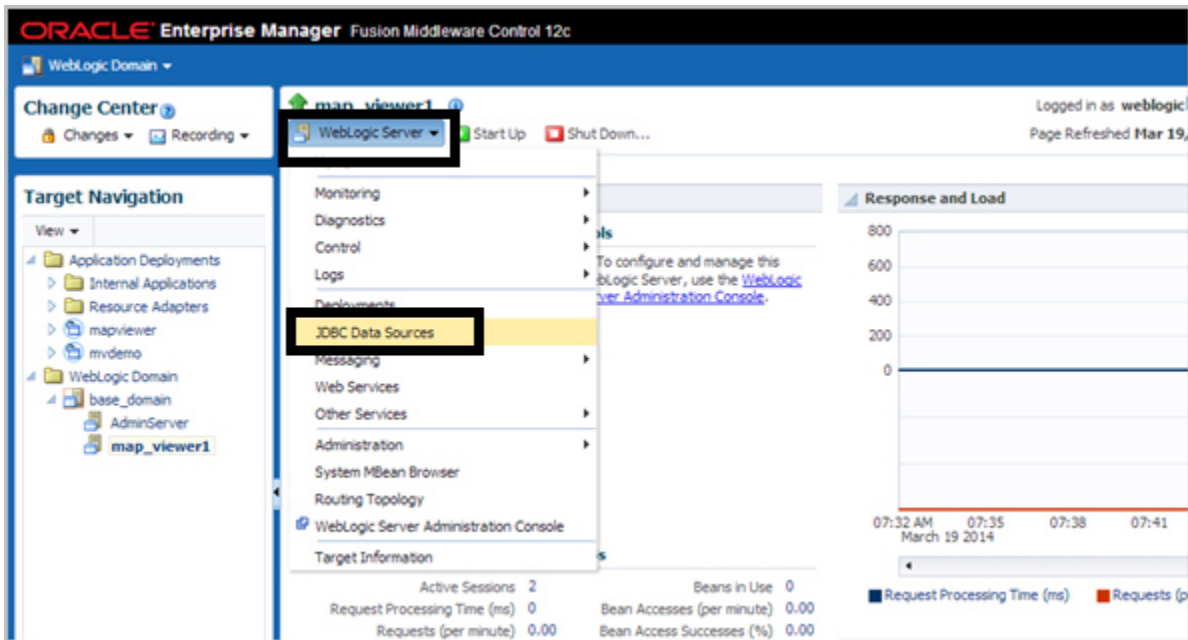 ORACLE Enterprise Manager Fusion Middleware Control 12c
WebLogic Domain
Change Center
Changes Recording
map_viewer1
WebLogic Server Start Up Shut Down...
Logged in as weblogic
Page Refreshed Mar 19,
Target Navigation
View
Application Deployments
Internal Applications
Resource Adapters
mapviewer
mvdemo
WebLogic Domain
base_domain
AdminServer
map_viewer1
Monitoring
Diagnostics
Control
Logs
Deployments
JDBC Data Sources
Messaging
Web Services
Other Services
Administration
System MBean Browser
Routing Topology
WebLogic Server Administration Console
Target Information
To configure and manage this
WebLogic
Administration Console.
Active Sessions 2
Request Processing Time (ms) 0
Requests (per minute) 0.00
Beans in Use 0
Bean Accesses (per minute) 0.00
Bean Access Successes (%) 0.00
Response and Load
800
600
400
200
0
07:32 AM 07:35 07:38 07:41
March 19 2014
Request Processing Time (ms) Requests